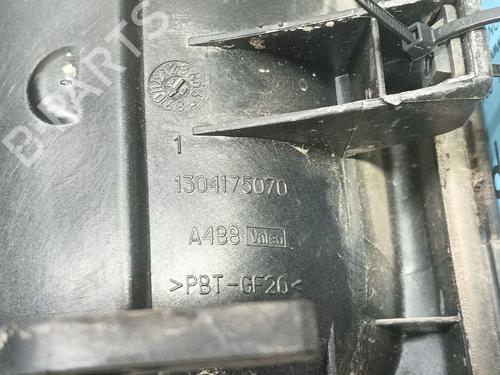 B-PARTS
1
1304175070
A488 Valeo
>PBT-GF20<